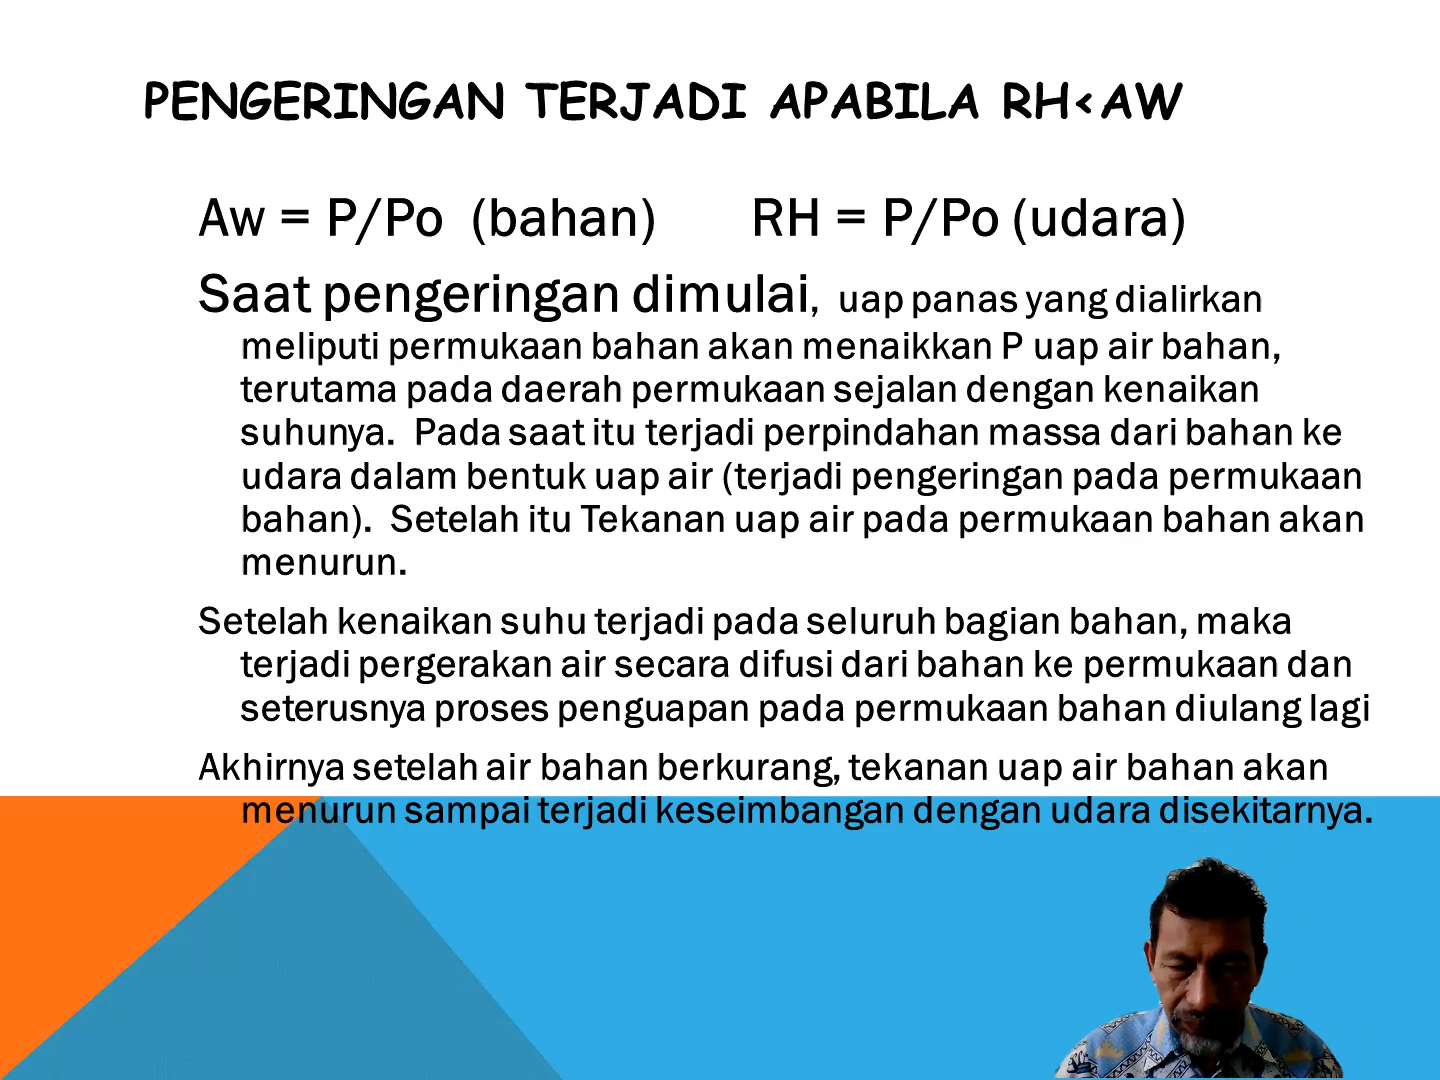 PENGERINGAN TERJADI APABILA RH<AW
Aw = P/Po (bahan) RH = P/Po (udara)
Saat pengeringan dimulai, uap panas yang dialirkan
meliputi permukaan bahan akan menaikkan P uap air bahan,
terutama pada daerah permukaan sejalan dengan kenaikan
suhunya. Pada saat itu terjadi perpindahan massa dari bahan ke
udara dalam bentuk uap air (terjadi pengeringan pada permukaan
bahan). Setelah itu Tekanan uap air pada permukaan bahan akan
menurun.
Setelah kenaikan suhu terjadi pada seluruh bagian bahan, maka
terjadi pergerakan air secara difusi dari bahan ke permukaan dan
seterusnya proses penguapan pada permukaan bahan diulang lagi
Akhirnya setelah air bahan berkurang, tekanan uap air bahan akan
menurun sampai terjadi keseimbangan dengan udara disekitarnya.